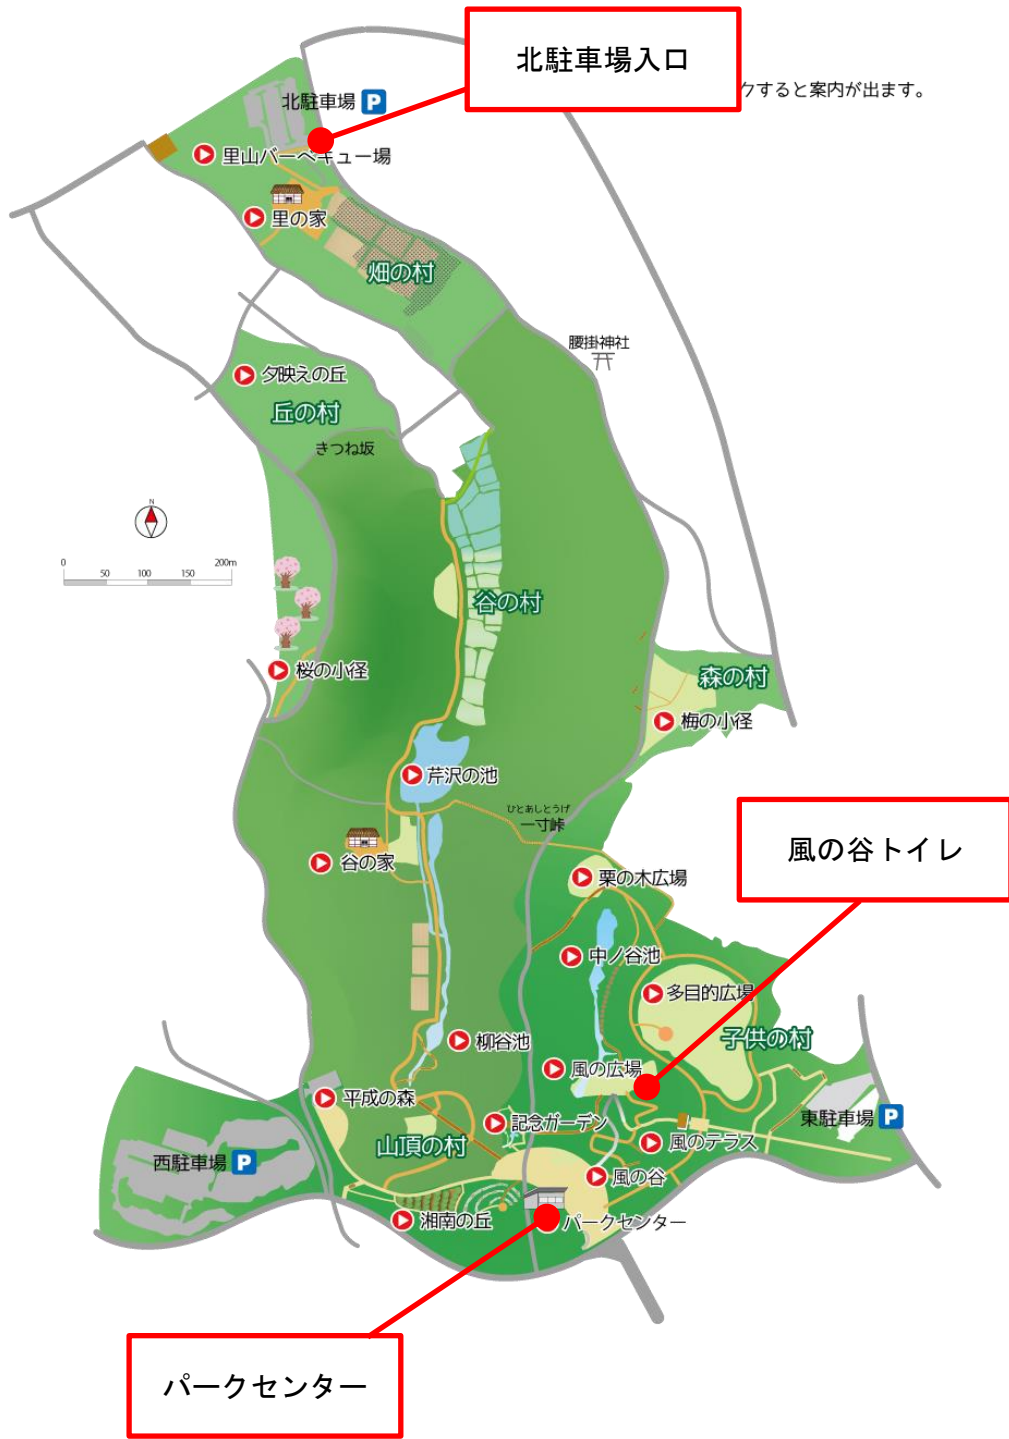 北駐車場入口
クすると案内が出ます。
北駐車場 P
里山バーベキュー場
里の家
畑の村
腰掛神社
夕映えの丘
丘の村
きつね坂
N
0 50 100 150 200m
谷の村
桜の小径
森の村
梅の小径
芹沢の池
ひとあしとうげ
一寸峠
風の谷トイレ
谷の家
栗の木広場
中ノ谷池
多目的広場
子供の村
柳谷池
風の広場
平成の森
記念ガーデン
東駐車場 P
山頂の村
風のテラス
西駐車場 P
風の谷
湘南の丘
パークセンター
パークセンター